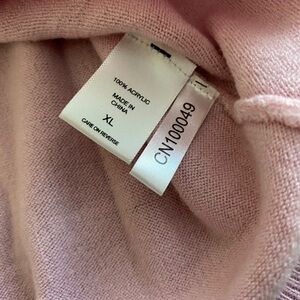 100% ACRYLIC
MADE IN
CHINA
XL
CARE ON REVERSE
CN100049